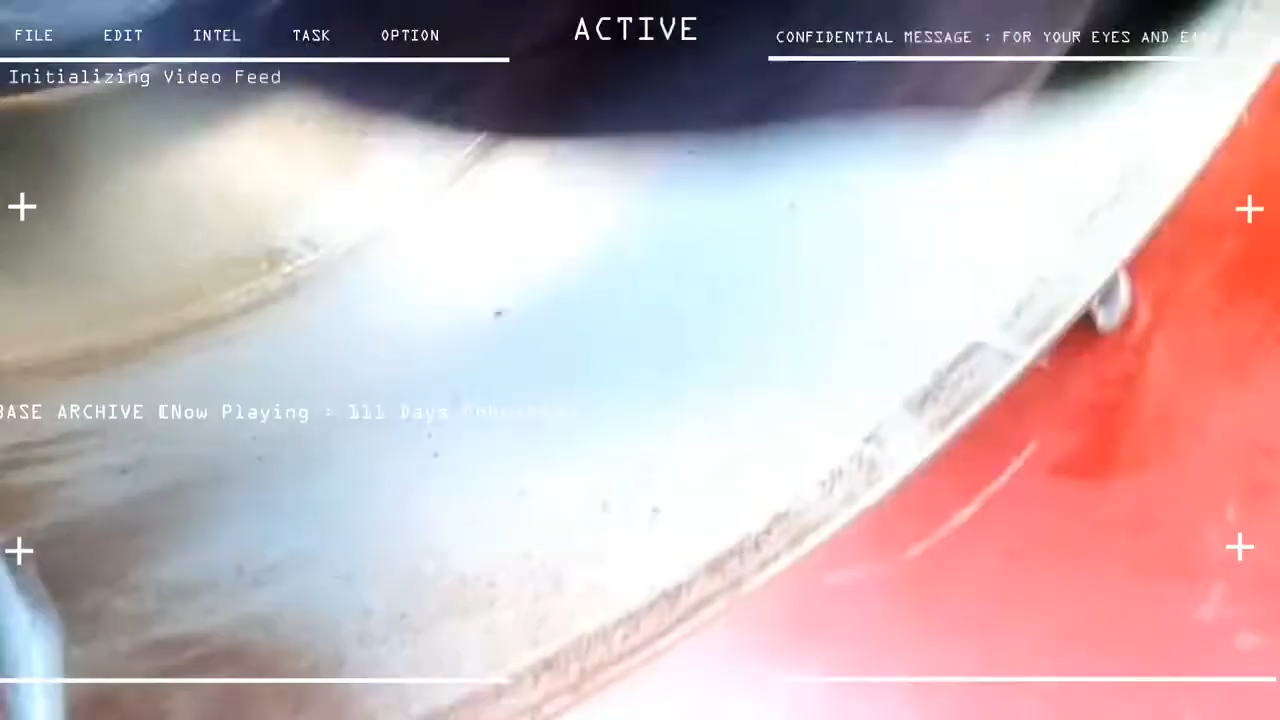 FILE EDIT INTEL TASK OPTION
ACTIVE
CONFIDENTIAL MESSAGE : FOR YOUR EYES AND
Initializing Video Feed
BASE ARCHIVE [Now Playing : 111 Days